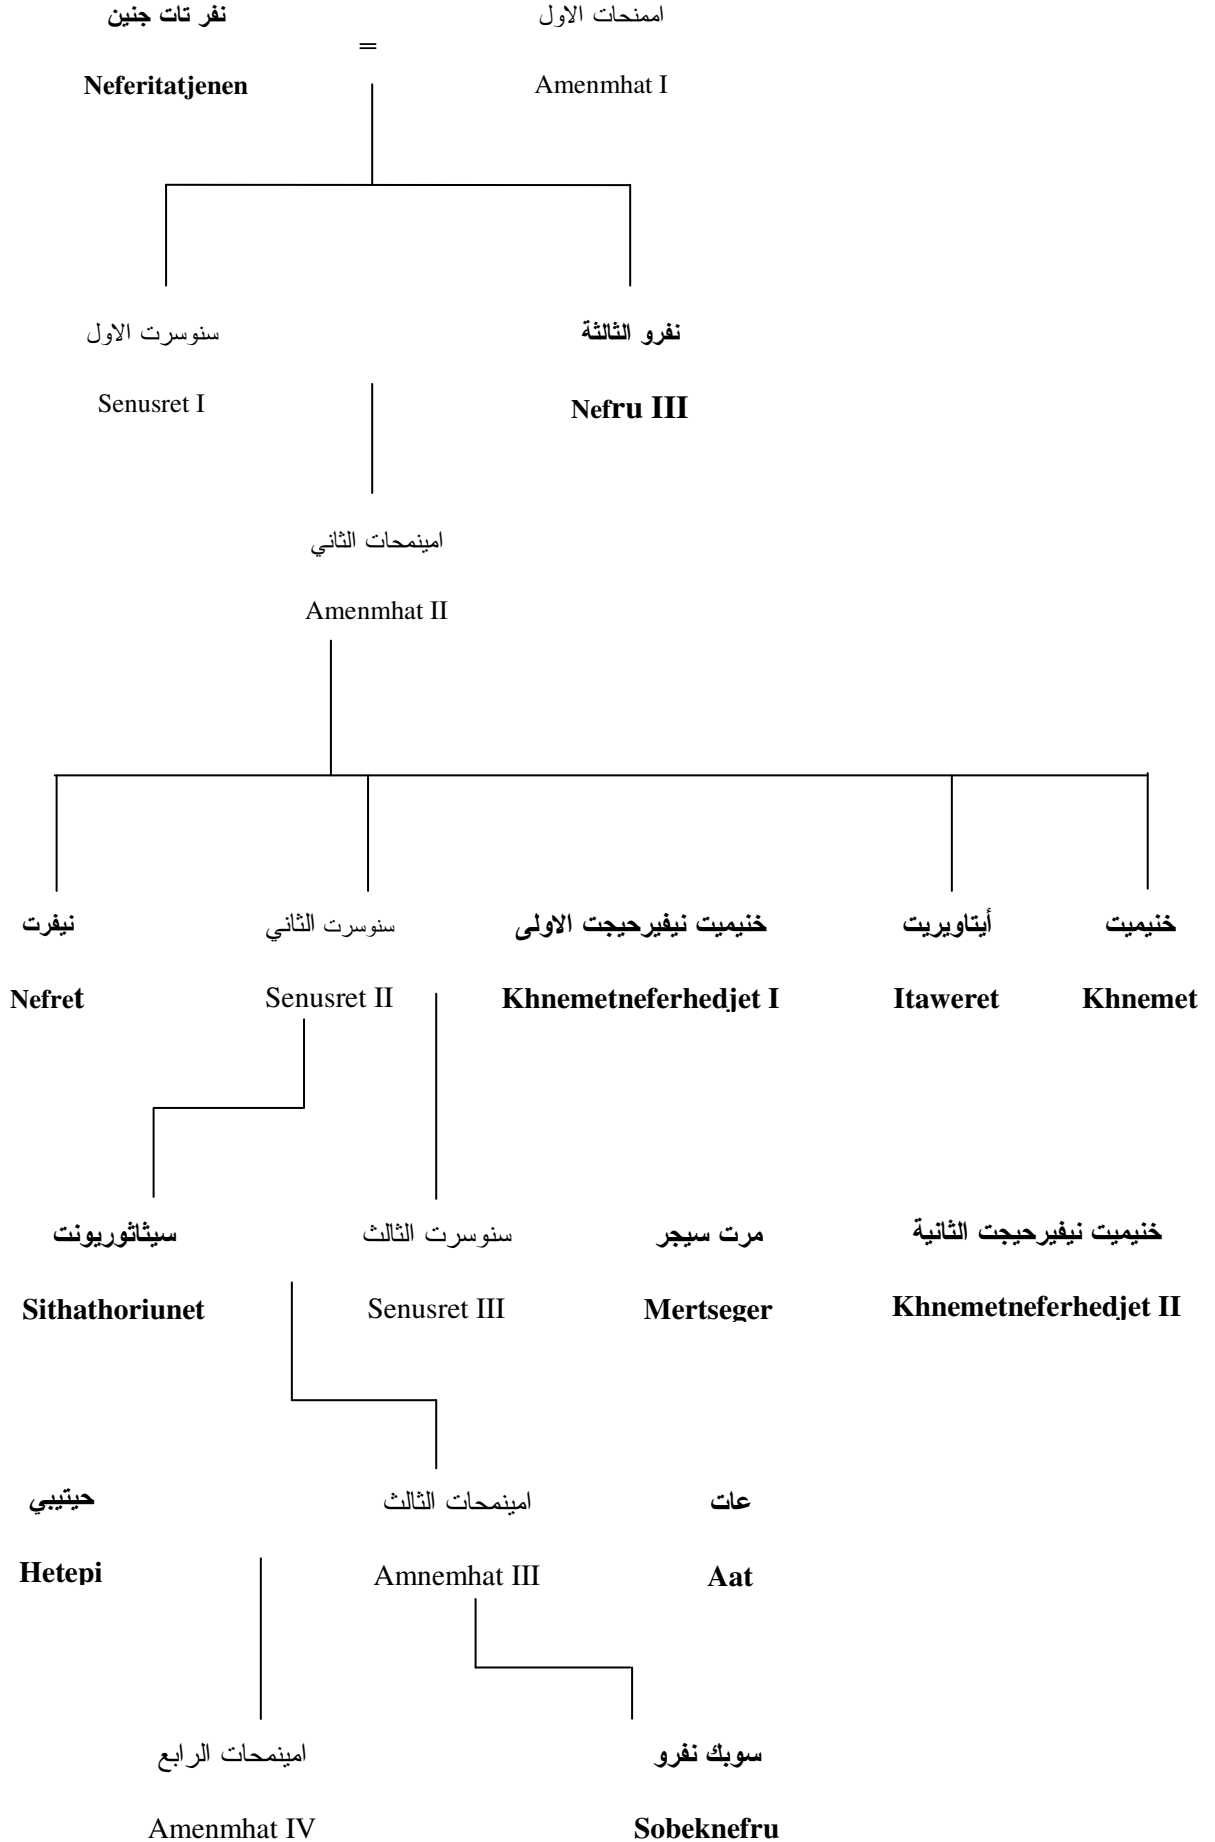 نفر تات جنين
اممنحات الاول
=
Neferitatjenen
Amenmhat I
سنوسرت الاول
نفرو الثالثة
Senusret I
Nefru III
امينمحات الثاني
Amenmhat II
نيفرت
سنوسرت الثاني
خنيميت نيفيرحيجت الاولى
أيتاويريت
خنيميت
Nefret
Senusret II
Khnemetneferhedjet I
Itaweret
Khnemet
سيثاثوريونت
سنوسرت الثالث
مرت سيجر
خنيميت نيفيرحيجت الثانية
Sithathoriunet
Senusret III
Mertseger
Khnemetneferhedjet II
حيتيبي
امينمحات الثالث
عات
Hetepi
Amnemhat III
Aat
امينمحات الرابع
سوبك نفرو
Amenmhat IV
Sobeknefru